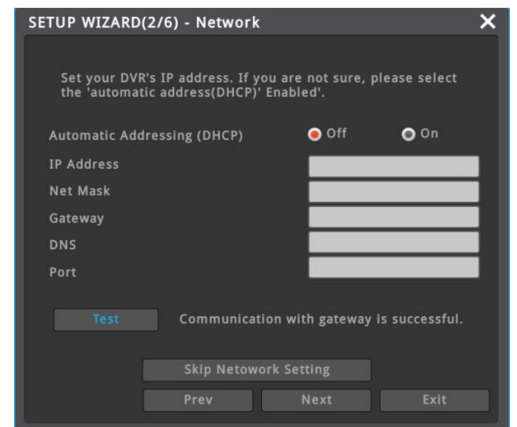 SETUP WIZARD(2/6) - Network
Set your DVR's IP address. If you are not sure, please select
the 'automatic address(DHCP)' Enabled'.
Automatic Addressing (DHCP) Off On
IP Address
Net Mask
Gateway
DNS
Port
Test Communication with gateway is successful.
Skip Netowork Setting
Prev Next Exit